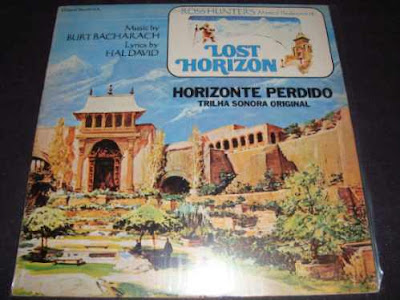 ROSS HUNTER'S
Music by
BURT BACHARACH
Lyrics by
HAL DAVID
LOST
HORIZON
HORIZONTE PERDIDO
TRILHA SONORA ORIGINAL